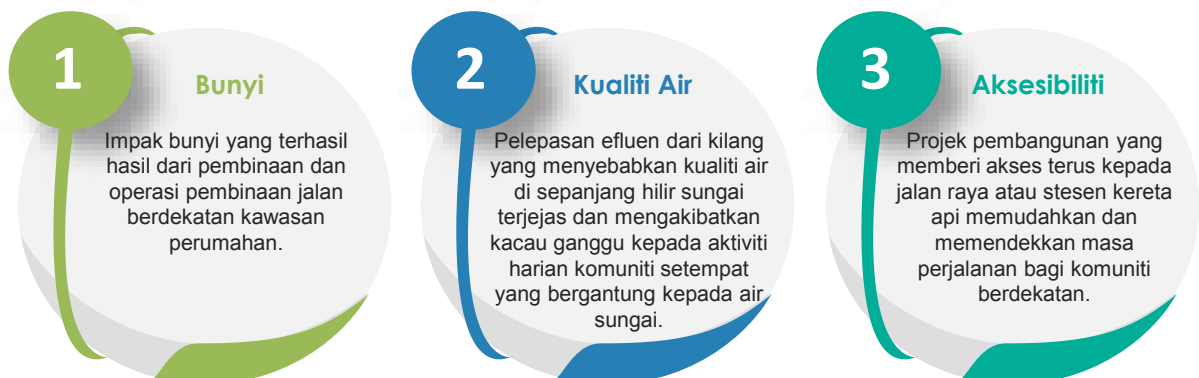 1
Bunyi
Impak bunyi yang terhasil
hasil dari pembinaan dan
operasi pembinaan jalan
berdekatan kawasan
perumahan.
2
Kualiti Air
Pelepasan efluen dari kilang
yang menyebabkan kualiti air
di sepanjang hilir sungai
terjejas dan mengakibatkan
kacau ganggu kepada aktiviti
harian komuniti setempat
yang bergantung kepada air
sungai.
3
Aksesibiliti
Projek pembangunan yang
memberi akses terus kepada
jalan raya atau stesen kereta
api memudahkan dan
memendekkan masa
perjalanan bagi komuniti
berdekatan.